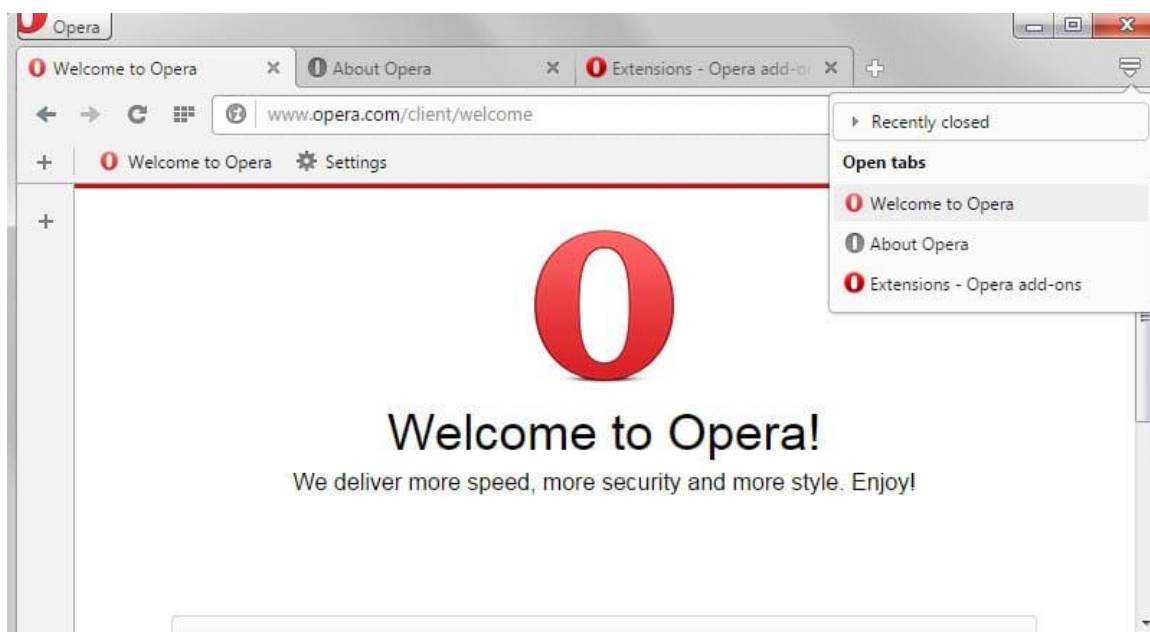 Opera
Welcome to Opera
About Opera
Extensions - Opera add-o
www.opera.com/client/welcome
Recently closed
Welcome to Opera
Settings
Open tabs
Welcome to Opera
About Opera
Extensions - Opera add-ons
Welcome to Opera!
We deliver more speed, more security and more style. Enjoy!